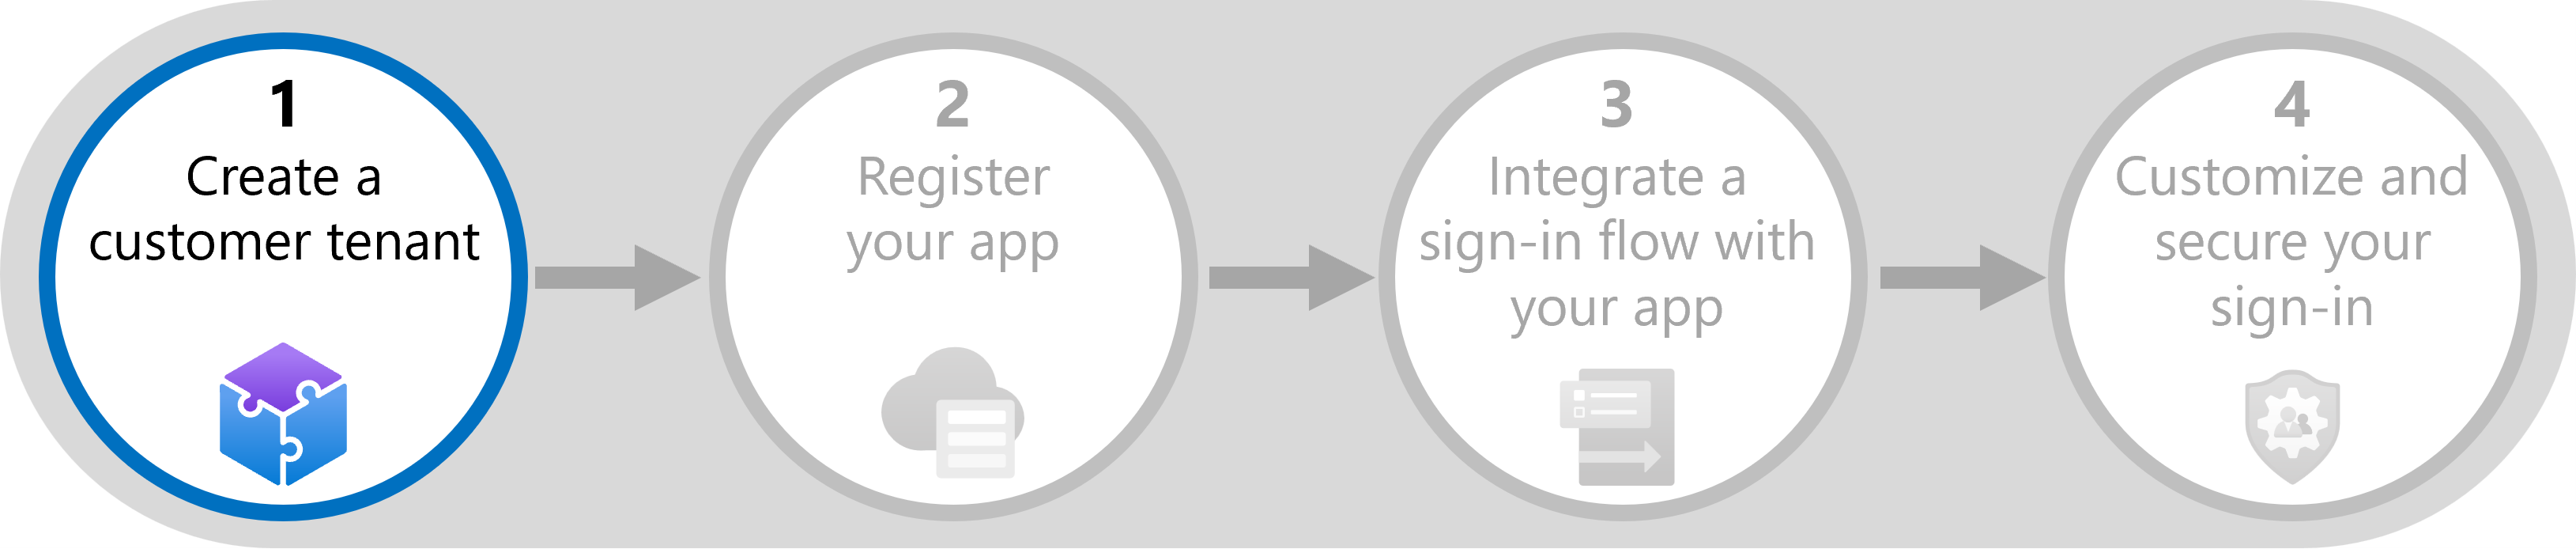 1
Create a
customer tenant
2
Register
your app
3
Integrate a
sign-in flow with
your app
4
Customize and
secure your
sign-in